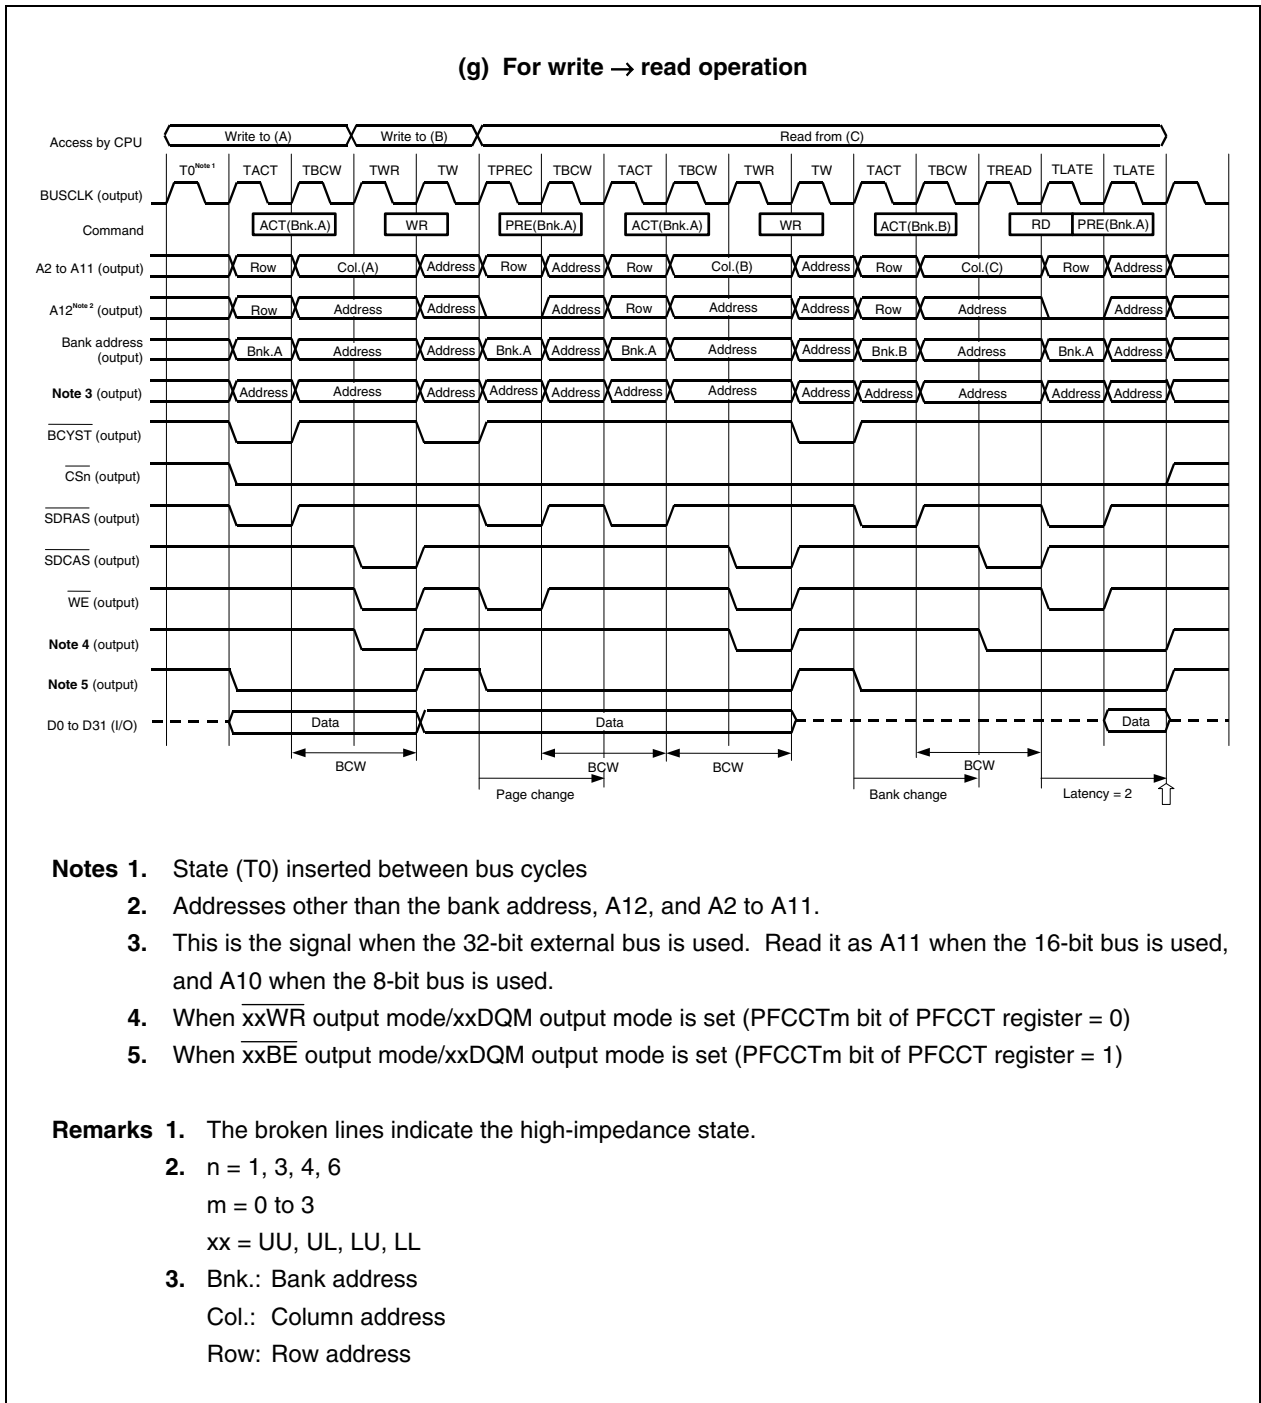 (g) For write → read operation
Access by CPU Write to (A) Write to (B) Read from (C)
T0Note 1 TACT TBCW TWR TW TPREC TBCW TACT TBCW TWR TW TACT TBCW TREAD TLATE TLATE
BUSCLK (output)
Command ACT(Bnk.A) WR PRE(Bnk.A) ACT(Bnk.A) WR ACT(Bnk.B) RD PRE(Bnk.A)
A2 to A11 (output) Row Col.(A) Address Row Address Row Col.(B) Address Row Col.(C) Row Address
A12Note 2 (output) Row Address Address Address Row Address Address Row Address Address
Bank address
(output) Bnk.A Address Address Bnk.A Address Bnk.A Address Address Bnk.B Address Bnk.A Address
Note 3 (output) Address Address Address Address Address Address Address Address Address Address Address Address
BCYST (output)
CSn (output)
SDRAS (output)
SDCAS (output)
WE (output)
Note 4 (output)
Note 5 (output)
D0 to D31 (I/O) Data Data Data
BCW BCW BCW BCW
Page change Bank change Latency = 2
Notes 1. State (T0) inserted between bus cycles
2. Addresses other than the bank address, A12, and A2 to A11.
3. This is the signal when the 32-bit external bus is used. Read it as A11 when the 16-bit bus is used,
and A10 when the 8-bit bus is used.
4. When xxWR output mode/xxDQM output mode is set (PFCCTm bit of PFCCT register = 0)
5. When xxBE output mode/xxDQM output mode is set (PFCCTm bit of PFCCT register = 1)
Remarks 1. The broken lines indicate the high-impedance state.
2. n = 1, 3, 4, 6
m = 0 to 3
xx = UU, UL, LU, LL
3. Bnk.: Bank address
Col.: Column address
Row: Row address